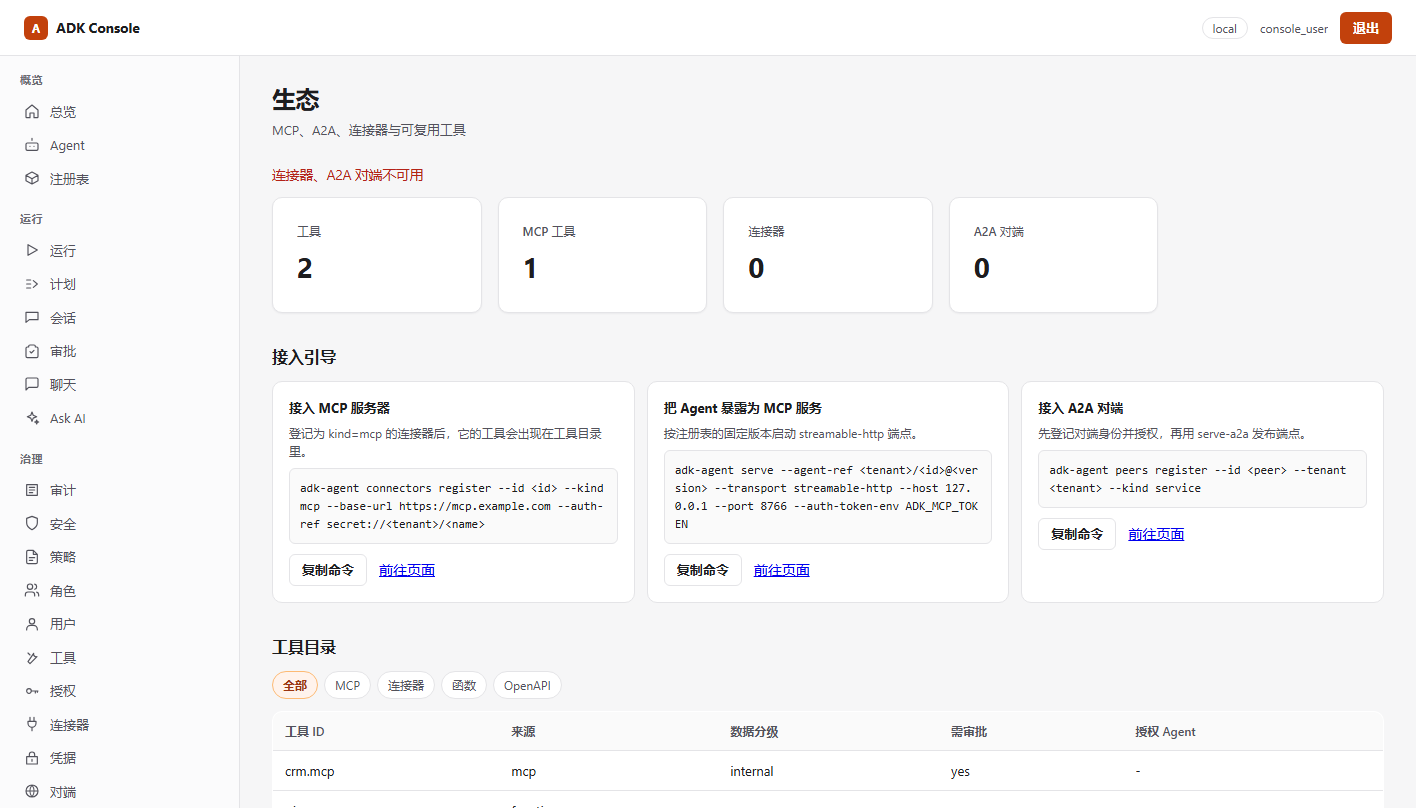 A ADK Console
local console_user 退出
概览
总览
Agent
注册表
运行
运行
计划
会话
审批
聊天
Ask AI
治理
审计
安全
策略
角色
用户
工具
授权
连接器
凭据
对端
生态
MCP、A2A、连接器与可复用工具
连接器、A2A 对端不可用
工具
2
MCP 工具
1
连接器
0
A2A 对端
0
接入引导
接入 MCP 服务器
登记为 kind=mcp 的连接器后，它的工具会出现在工具目录
里。
adk-agent connectors register --id <id> --kind
mcp --base-url https://mcp.example.com --auth-
ref secret://<tenant>/<name>
复制命令 前往页面
把 Agent 暴露为 MCP 服务
按注册表的固定版本启动 streamable-http 端点。
adk-agent serve --agent-ref <tenant>/<id>@<ver
sion> --transport streamable-http --host 127.
0.0.1 --port 8766 --auth-token-env ADK_MCP_TOK
EN
复制命令 前往页面
接入 A2A 对端
先登记对端身份并授权，再用 serve-a2a 发布端点。
adk-agent peers register --id <peer> --tenant
<tenant> --kind service
复制命令 前往页面
工具目录
全部 MCP 连接器 函数 OpenAPI
工具 ID 来源 数据分级 需审批 授权 Agent
crm.mcp mcp internal yes -